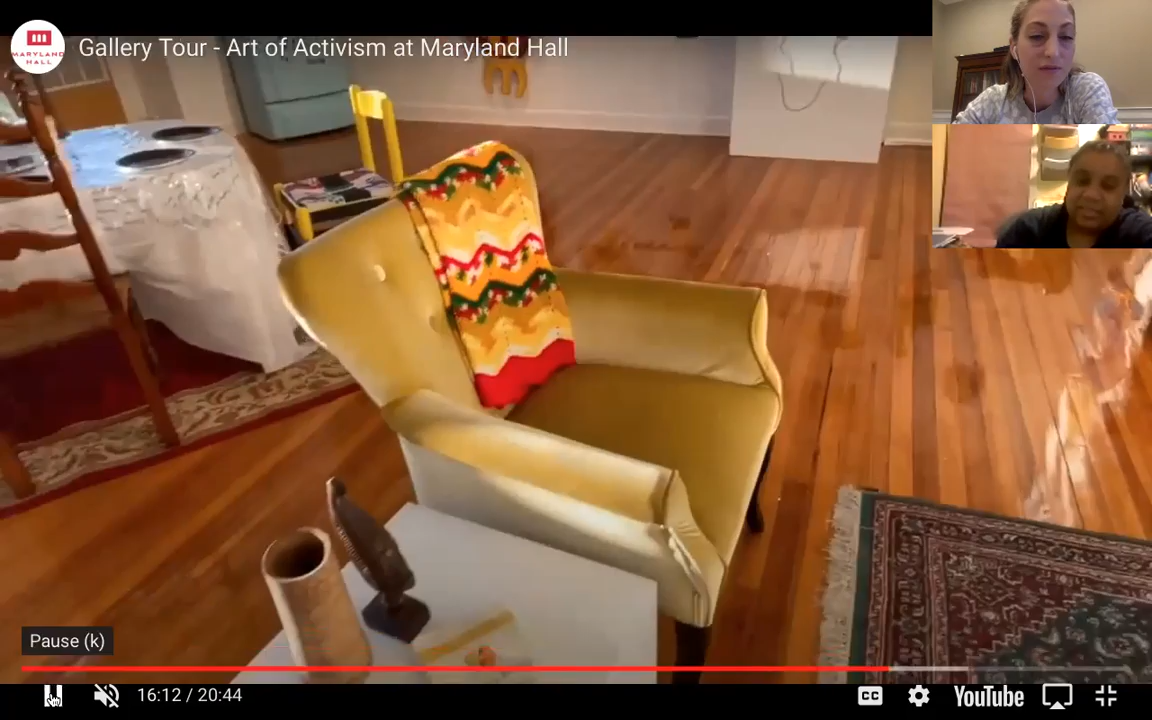 MARYLAND
HALL
Gallery Tour - Art of Activism at Maryland Hall
Pause (k)
16:12 / 20:44
CC
YouTube